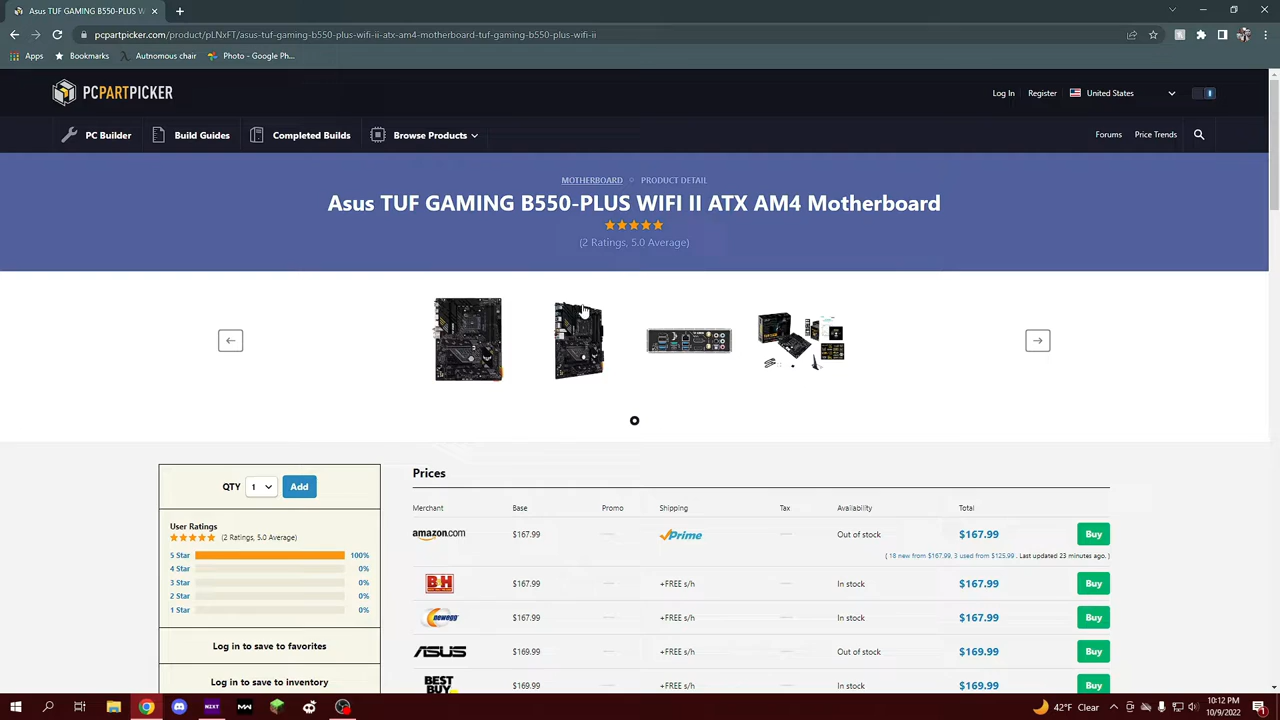 Asus TUF GAMING B550-PLUS W
pcpartpicker.com/product/pLNxFT/asus-tuf-gaming-b550-plus-wifi-ii-atx-am4-motherboard-tuf-gaming-b550-plus-wifi-ii
Apps Bookmarks Autnomous chair Photo - Google Ph...
PCPARTPICKER
Log In Register United States
PC Builder Build Guides Completed Builds Browse Products
Forums Price Trends
MOTHERBOARD PRODUCT DETAIL
Asus TUF GAMING B550-PLUS WIFI II ATX AM4 Motherboard
(2 Ratings, 5.0 Average)
QTY 1 Add
User Ratings
(2 Ratings, 5.0 Average)
5 Star 100%
4 Star 0%
3 Star 0%
2 Star 0%
1 Star 0%
Log in to save to favorites
Log in to save to inventory
Prices
Merchant Base Promo Shipping Tax Availability Total
amazon.com $167.99 Prime Out of stock $167.99 Buy
( 18 new from $167.99, 3 used from $125.99 . Last updated 23 minutes ago. )
B&H $167.99 +FREE s/h In stock $167.99 Buy
newegg $167.99 +FREE s/h In stock $167.99 Buy
ASUS $169.99 +FREE s/h Out of stock $169.99 Buy
BEST BUY $169.99 +FREE s/h In stock $169.99 Buy
NEXT
42°F Clear
10:12 PM
10/9/2022